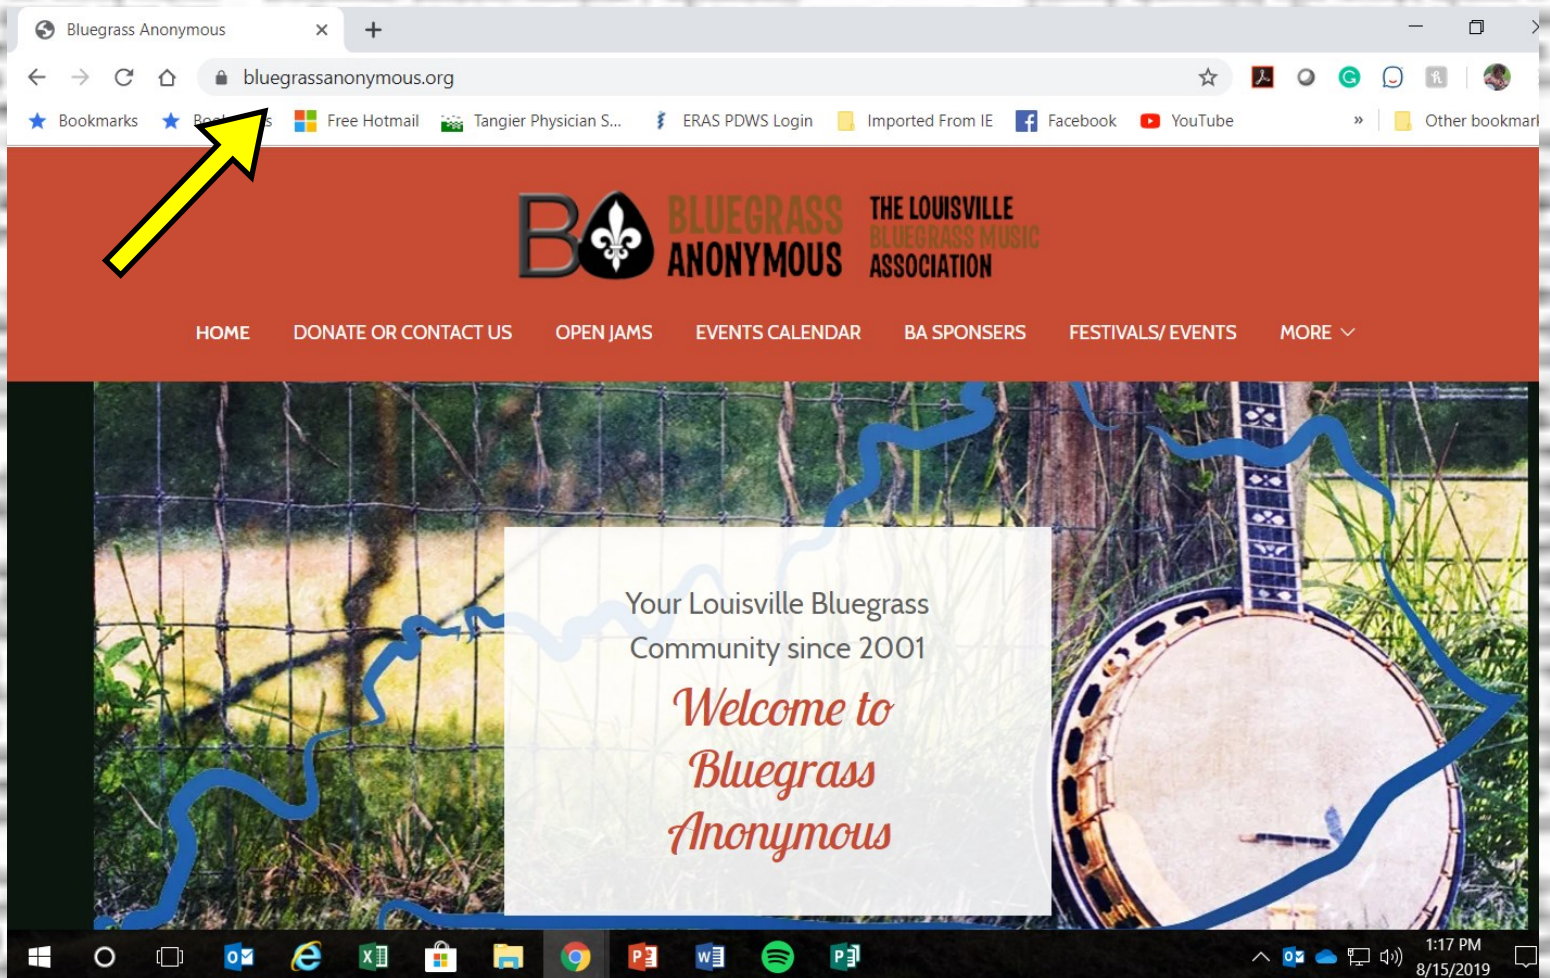 Bluegrass Anonymous
bluegrassanonymous.org
Bookmarks
Free Hotmail
Tangier Physician S...
ERAS PDWS Login
Imported From IE
Facebook
YouTube
»
Other bookmark
BA
BLUEGRASS
ANONYMOUS
THE LOUISVILLE
BLUEGRASS MUSIC
ASSOCIATION
HOME DONATE OR CONTACT US OPEN JAMS EVENTS CALENDAR BA SPONSERS FESTIVALS/ EVENTS MORE
Your Louisville Bluegrass
Community since 2001
Welcome to
Bluegrass
Anonymous
1:17 PM
8/15/2019